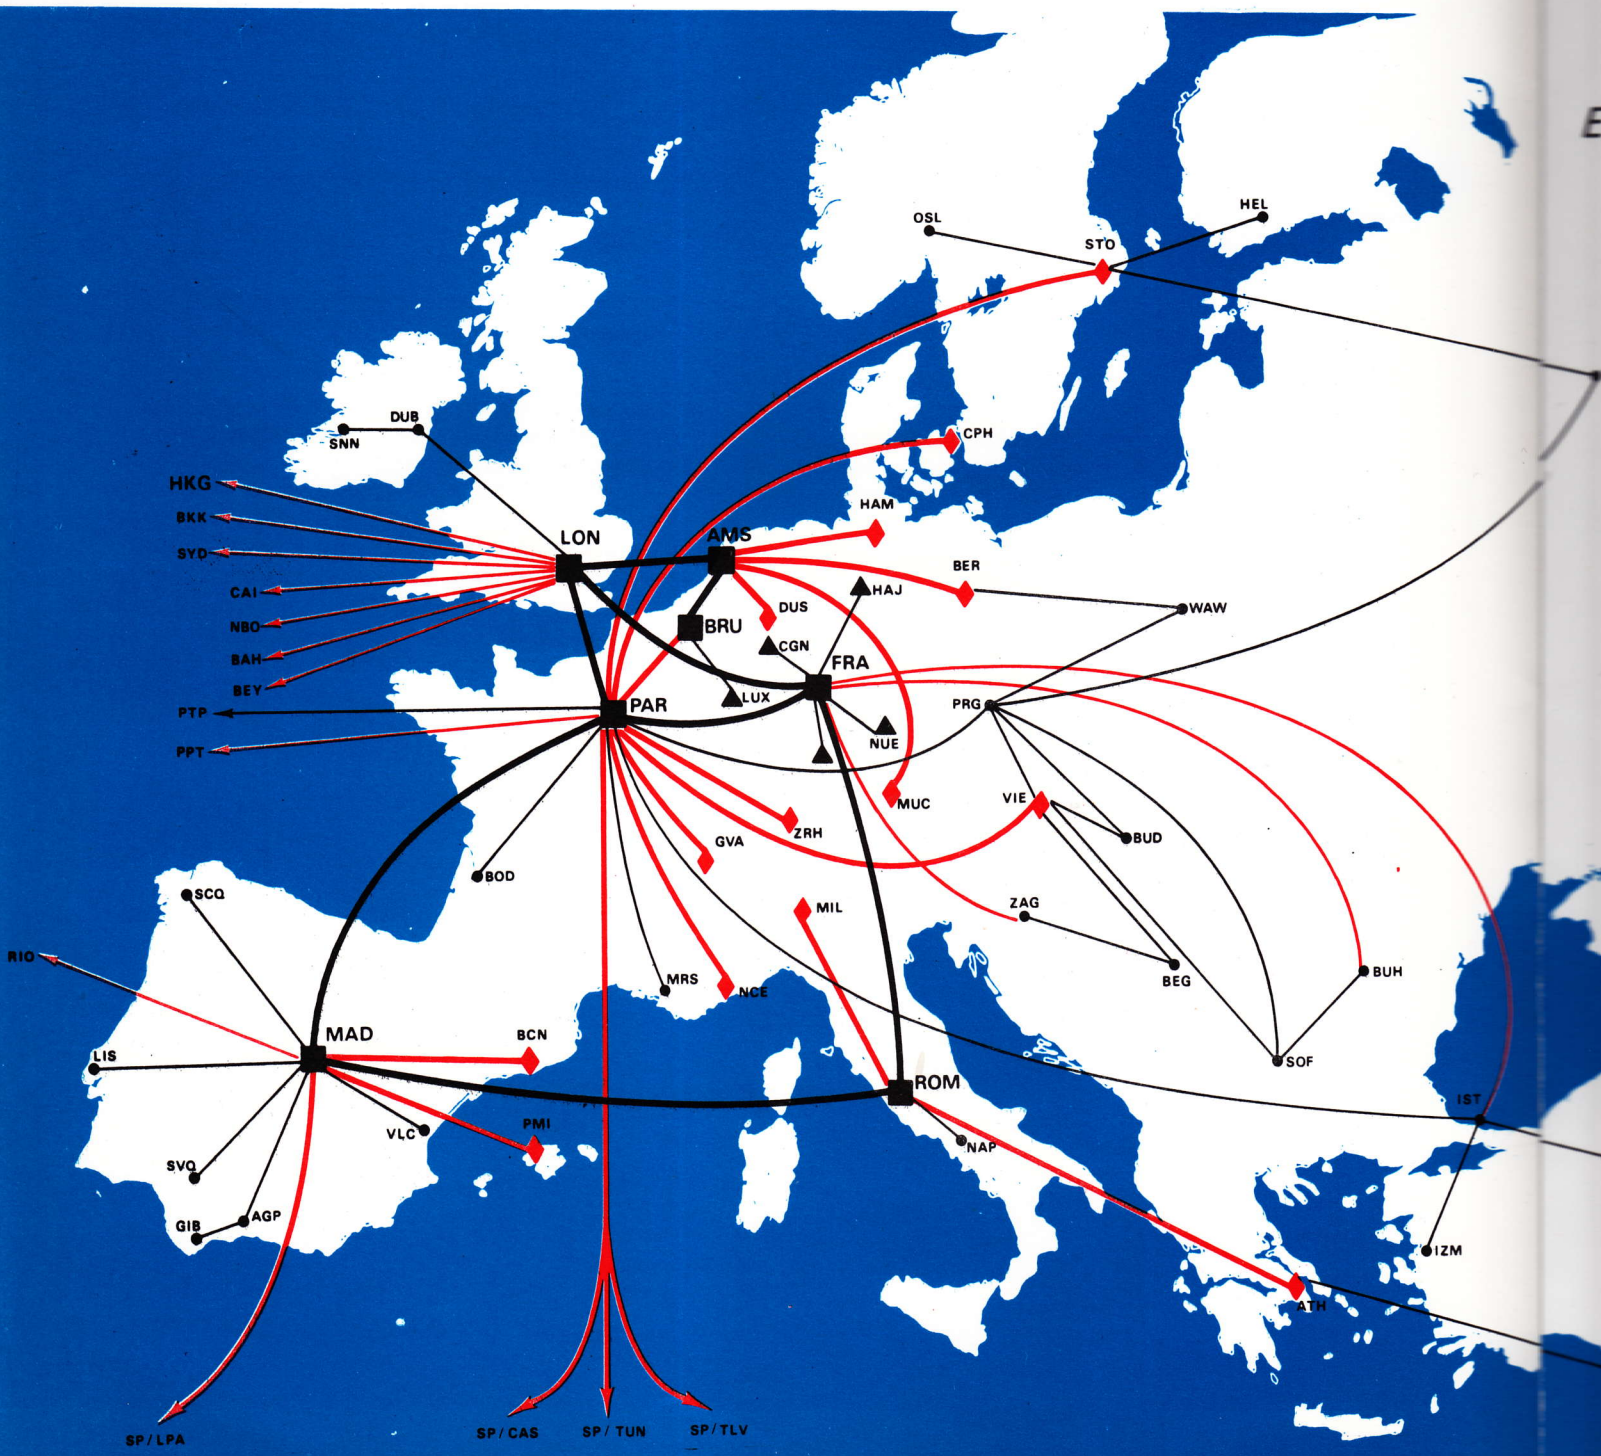 E
OSL
HEL
STO
DUB
SNN
CPH
HKG
BKK
SYD
CAI
NBO
BAH
BEY
PTP
PPT
LON
AMS
HAM
BER
HAJ
DUS
WAW
BRU
CGN
FRA
LUX
PAR
PRG
NUE
MUC
VIE
ZRH
GVA
BUD
BOD
SCQ
MIL
ZAG
RIO
MRS
NCE
BEG
BUH
MAD
BCN
LIS
SOF
ROM
IST
PMI
VLC
NAP
SVQ
GIB
AGP
IZM
ATH
SP/LPA
SP/CAS
SP/TUN
SP/TLV